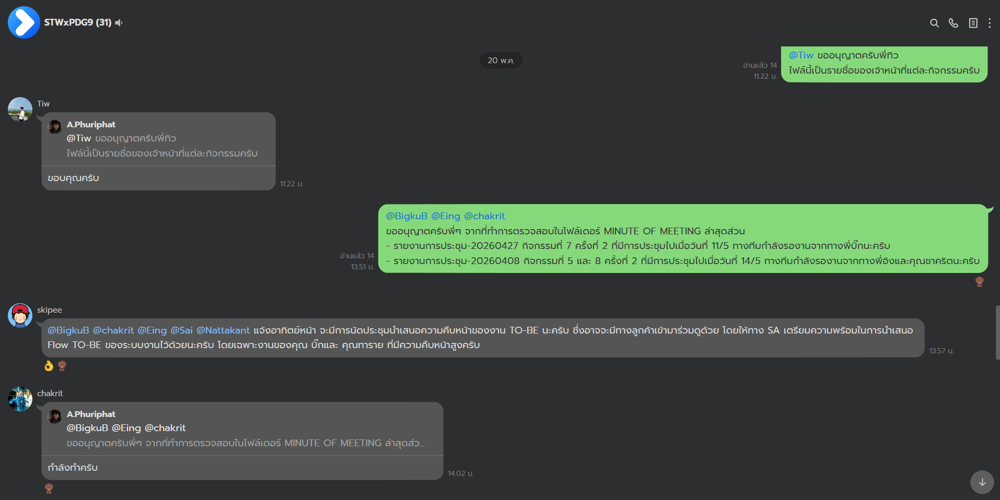 STWxPDG9 (31)
20 พ.ค.
@Tiw ขออนุญาตครับพี่ทิว
ไฟล์นี้เป็นรายชื่อของเจ้าหน้าที่แต่ละกิจกรรมครับ
อ่านแล้ว 14
11.22 น.
Tiw
A.Phuriphat
@Tiw ขออนุญาตครับพี่ทิว
ไฟล์นี้เป็นรายชื่อของเจ้าหน้าที่แต่ละกิจกรรมครับ
ขอบคุณครับ
11.22 น.
@BigkuB @Eing @chakrit
ขออนุญาตครับพี่ๆ จากที่ทำการตรวจสอบในโฟล์เดอร์ MINUTE OF MEETING ล่าสุดส่วน
- รายงานการประชุม-20260427 กิจกรรมที่ 7 ครั้งที่ 2 ที่มีการประชุมไปเมื่อวันที่ 11/5 ทางทีมกำลังรองานจากทางพี่บิ๊กนะครับ
- รายงานการประชุม-20260408 กิจกรรมที่ 5 และ 8 ครั้งที่ 2 ที่มีการประชุมไปเมื่อวันที่ 14/5 ทางทีมกำลังรองานจากทางพี่อิงและคุณชาคริตนะครับ
อ่านแล้ว 14
13.51 น.
skipee
@BigkuB @chakrit @Eing @Sai @Nattakant แจ้งอาทิตย์หน้า จะมีการนัดประชุมนำเสนอความคืบหน้าของงาน TO-BE นะครับ ซึ่งอาจจะมีทางลูกค้าเข้ามาร่วมดูด้วย โดยให้ทาง SA เตรียมความพร้อมในการนำเสนอ
Flow TO-BE ของระบบงานไว้ด้วยนะครับ โดยเฉพาะงานของคุณ บิ๊กและ คุณทาราย ที่มีความคืบหน้าสูงครับ
13.57 น.
chakrit
A.Phuriphat
@BigkuB @Eing @chakrit
ขออนุญาตครับพี่ๆ จากที่ทำการตรวจสอบในโฟล์เดอร์ MINUTE OF MEETING ล่าสุดส่ว...
กำลังทำครับ
14.02 น.